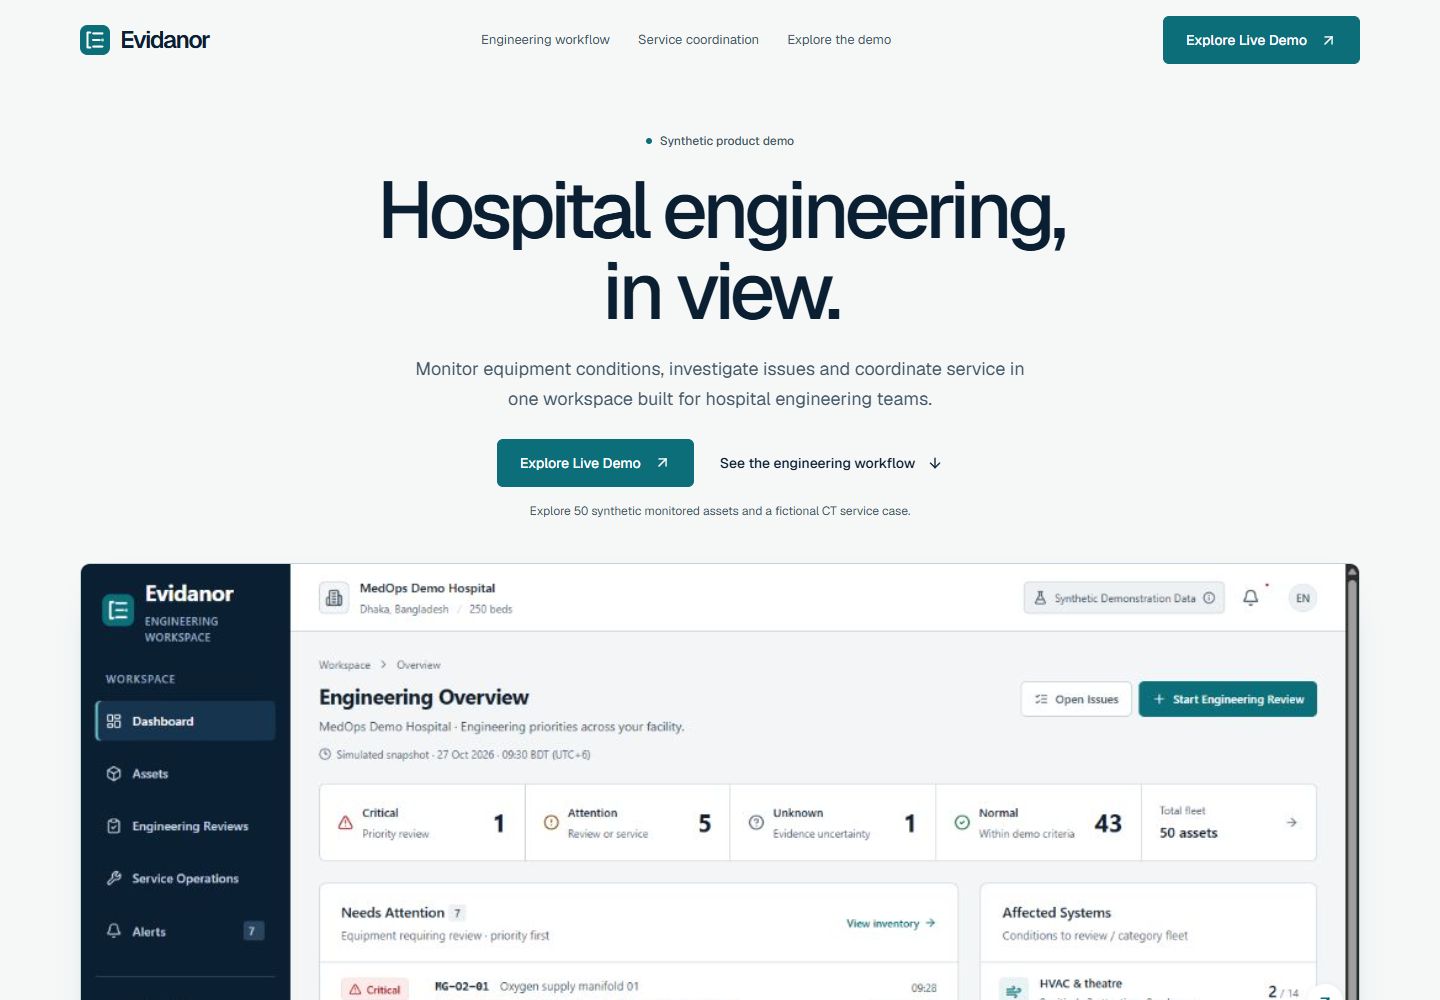 Evidanor
Engineering workflow
Service coordination
Explore the demo
Explore Live Demo
Synthetic product demo
Hospital engineering,
in view.
Monitor equipment conditions, investigate issues and coordinate service in
one workspace built for hospital engineering teams.
Explore Live Demo
See the engineering workflow
Explore 50 synthetic monitored assets and a fictional CT service case.
Evidanor
ENGINEERING
WORKSPACE
WORKSPACE
Dashboard
Assets
Engineering Reviews
Service Operations
Alerts 7
MedOps Demo Hospital
Dhaka, Bangladesh / 250 beds
Synthetic Demonstration Data
EN
Workspace > Overview
Engineering Overview
MedOps Demo Hospital · Engineering priorities across your facility.
Simulated snapshot · 27 Oct 2026 · 09:30 BDT (UTC+6)
Open Issues
Start Engineering Review
Critical
Priority review
1
Attention
Review or service
5
Unknown
Evidence uncertainty
1
Normal
Within demo criteria
43
Total fleet
50 assets
Needs Attention 7
Equipment requiring review · priority first
View inventory
Critical
MG-02-01 Oxygen supply manifold 01
09:28
Affected Systems
Conditions to review / category fleet
HVAC & theatre
2 / 14